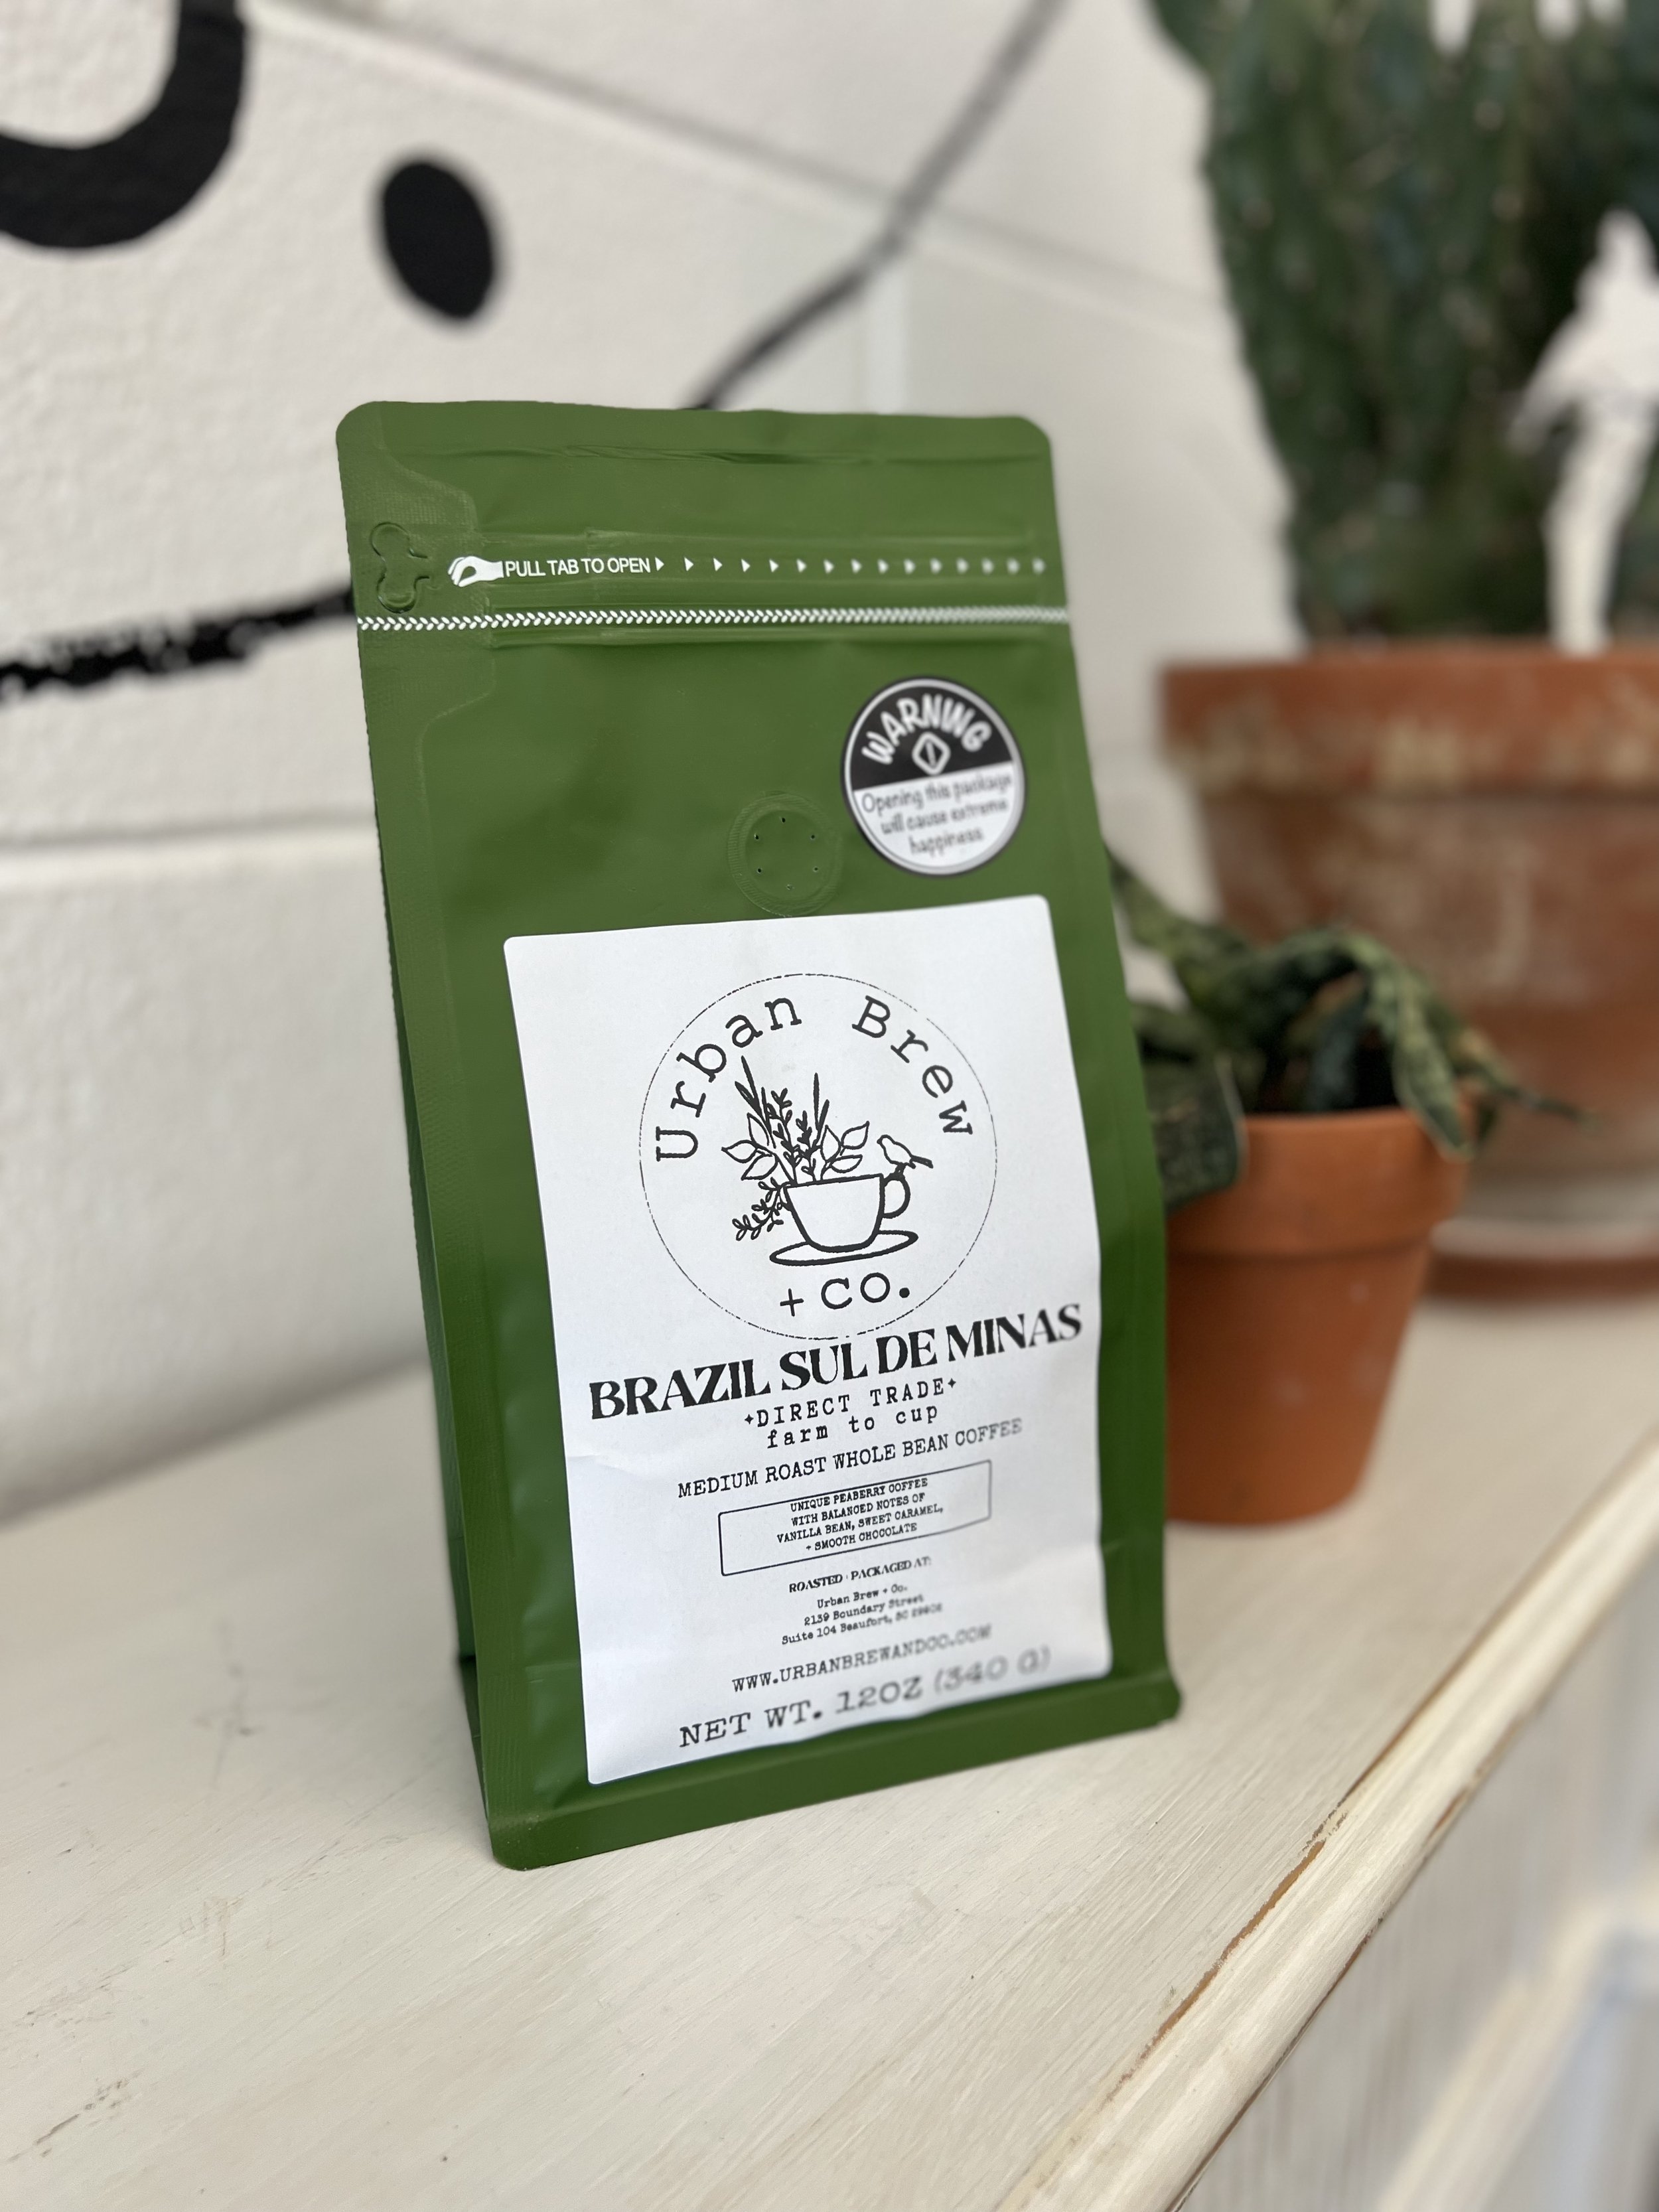 PULL TAB TO OPEN
WARNING
Opening this package
will cause extreme
happiness
Urban Brew
+ co.
BRAZIL SUL DE MINAS
DIRECT TRADE
farm to cup
MEDIUM ROAST WHOLE BEAN COFFEE
UNIQUE PEABERRY COFFEE
WITH BALANCED NOTES OF
VANILLA BEAN, SWEET CARAMEL,
+ SMOOTH CHOCOLATE
ROASTED + PACKAGED AT:
Urban Brew + Co.
2139 Boundary Street
Suite 104 Beaufort, SC 29902
WWW.URBANBREWANDCO.COM
NET WT. 12OZ (340 G)